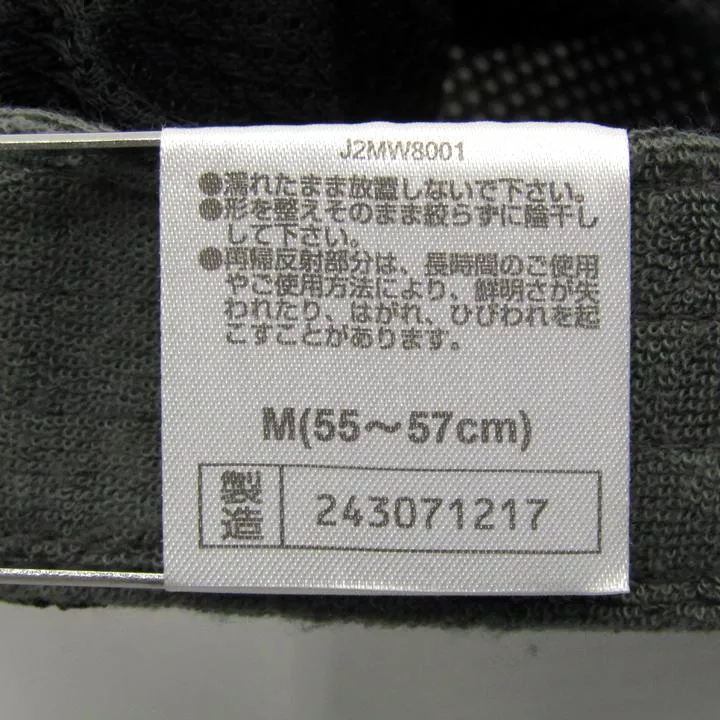 J2MW8001
●濡れたまま放置しないで下さい。
●形を整えそのまま絞らずに陰干し
して下さい。
●再帰反射部分は、長時間のご使用
やご使用方法により、鮮明さが失
われたり、はがれ、ひびわれを起
こすことがあります。
M(55〜57cm)
製造 243071217